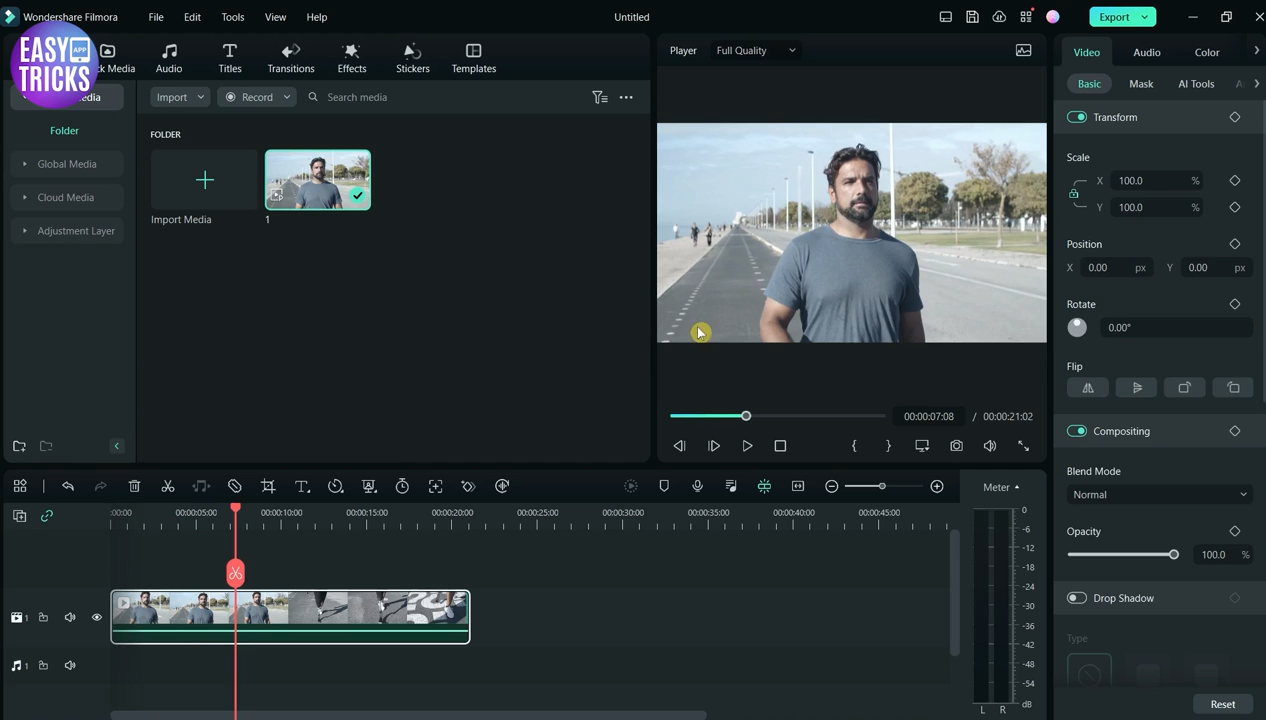 Wondershare Filmora
File
Edit
Tools
View
Help
Untitled
Export
EASY
APP
TRICKS
ck Media
Audio
Titles
Transitions
Effects
Stickers
Templates
Player
Full Quality
Video
Audio
Color
edia
Import
Record
Search media
Basic
Mask
AI Tools
A
Folder
FOLDER
Transform
Global Media
Cloud Media
Adjustment Layer
Import Media
1
Scale
X 100.0 %
Y 100.0 %
Position
X 0.00 px Y 0.00 px
Rotate
0.00°
Flip
00:00:07:08 / 00:00:21:02
Compositing
Blend Mode
Normal
Opacity
100.0 %
Drop Shadow
Type
Reset
Meter
:00:00 00:00:05:00 00:00:10:00 00:00:15:00 00:00:20:00 00:00:25:00 00:00:30:00 00:00:35:00 00:00:40:00 00:00:45:00
1
1
0
-6
-12
-18
-24
-30
-36
-42
-48
-54
dB
L R